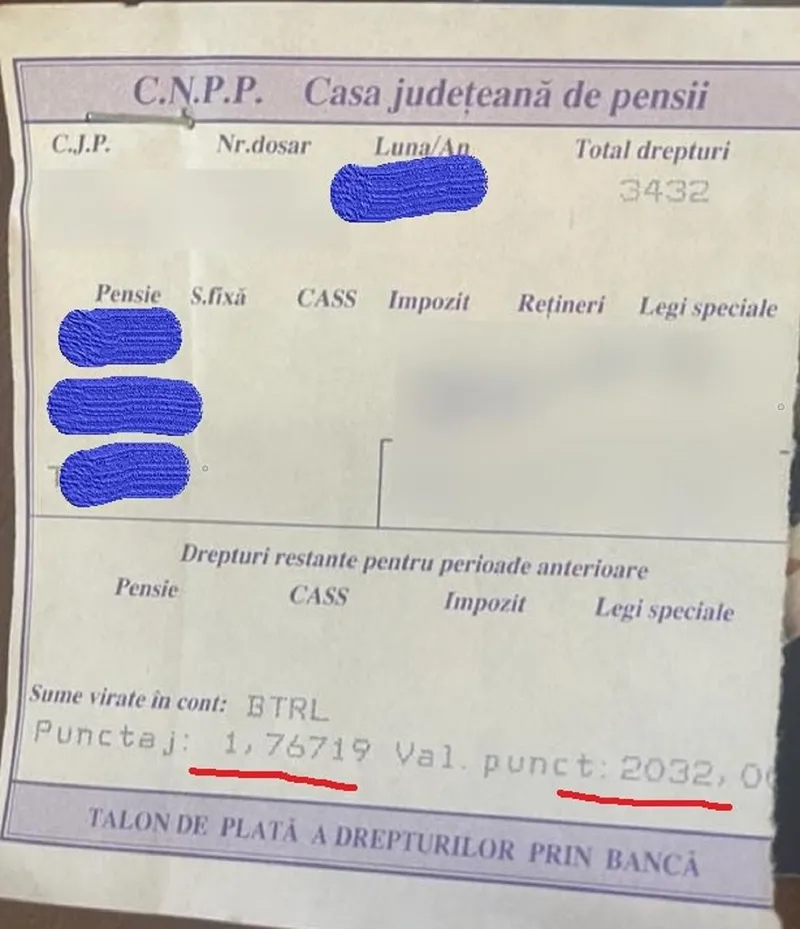 C.N.P.P. Casa județeană de pensii
C.J.P. Nr.dosar Luna/An Total drepturi
3432
Pensie S.fixă CASS Impozit Rețineri Legi speciale
Drepturi restante pentru perioade anterioare
Pensie CASS Impozit Legi speciale
Sume virate în cont: BTRL
Punctaj: 1,76719 Val. punct: 2032,0
TALON DE PLATĂ A DREPTURILOR PRIN BANCĂ